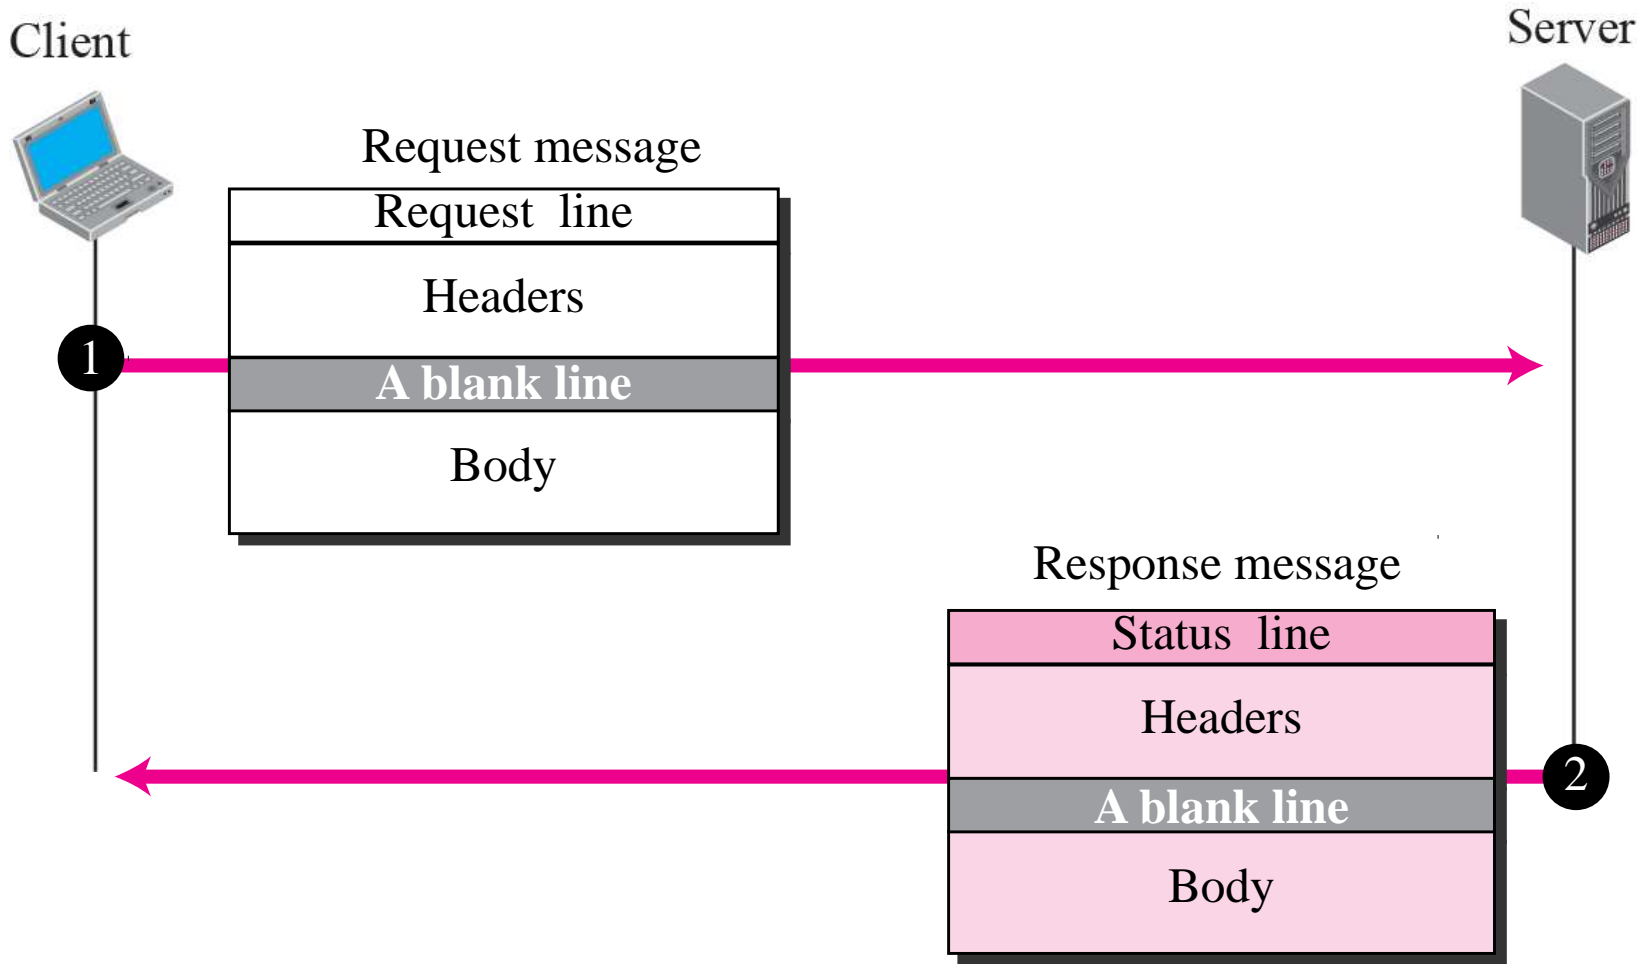 Client
Server
Request message
Request line
Headers
1
A blank line
Body
Response message
Status line
Headers
2
A blank line
Body